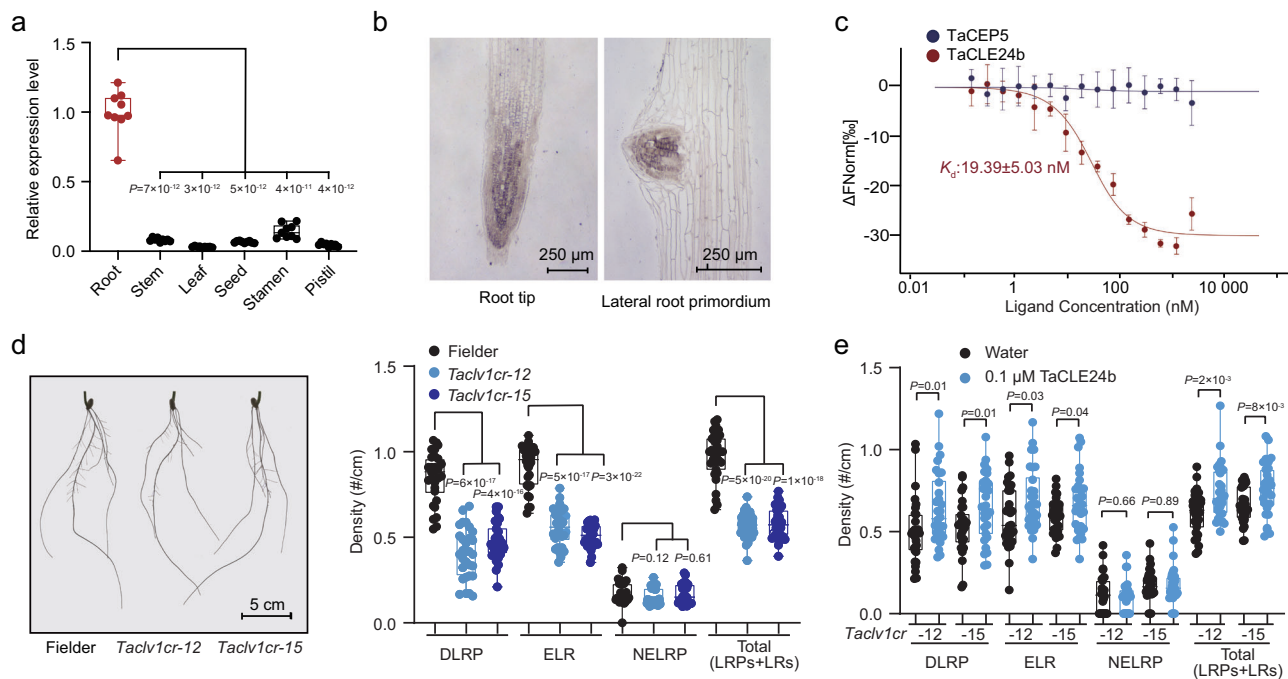 a
Relative expression level
1.5
1.0
0.5
0.0
P=7×10⁻¹² 3×10⁻¹² 5×10⁻¹² 4×10⁻¹¹ 4×10⁻¹²
Root Stem Leaf Seed Stamen Pistil
b
250 µm
Root tip
250 µm
Lateral root primordium
c
TaCEP5
TaCLE24b
ΔFNorm[‰]
0
-10
-20
-30
Kd:19.39±5.03 nM
0.01 1 100 10 000
Ligand Concentration (nM)
d
5 cm
Fielder Taclv1cr-12 Taclv1cr-15
Fielder
Taclv1cr-12
Taclv1cr-15
Density (#/cm)
1.5
1.0
0.5
0.0
P=6×10⁻¹⁷
P=4×10⁻¹⁶
P=5×10⁻¹⁷ P=3×10⁻²²
P=0.12 P=0.61
P=5×10⁻²⁰ P=1×10⁻¹⁸
DLRP ELR NELRP Total
(LRPs+LRs)
e
Water
0.1 µM TaCLE24b
Density (#/cm)
1.5
1.0
0.5
0.0
P=0.01
P=0.01
P=0.03
P=0.04
P=0.66 P=0.89
P=2×10⁻³
P=8×10⁻³
Taclv1cr -12 -15 -12 -15 -12 -15 -12 -15
DLRP ELR NELRP Total
(LRPs+LRs)